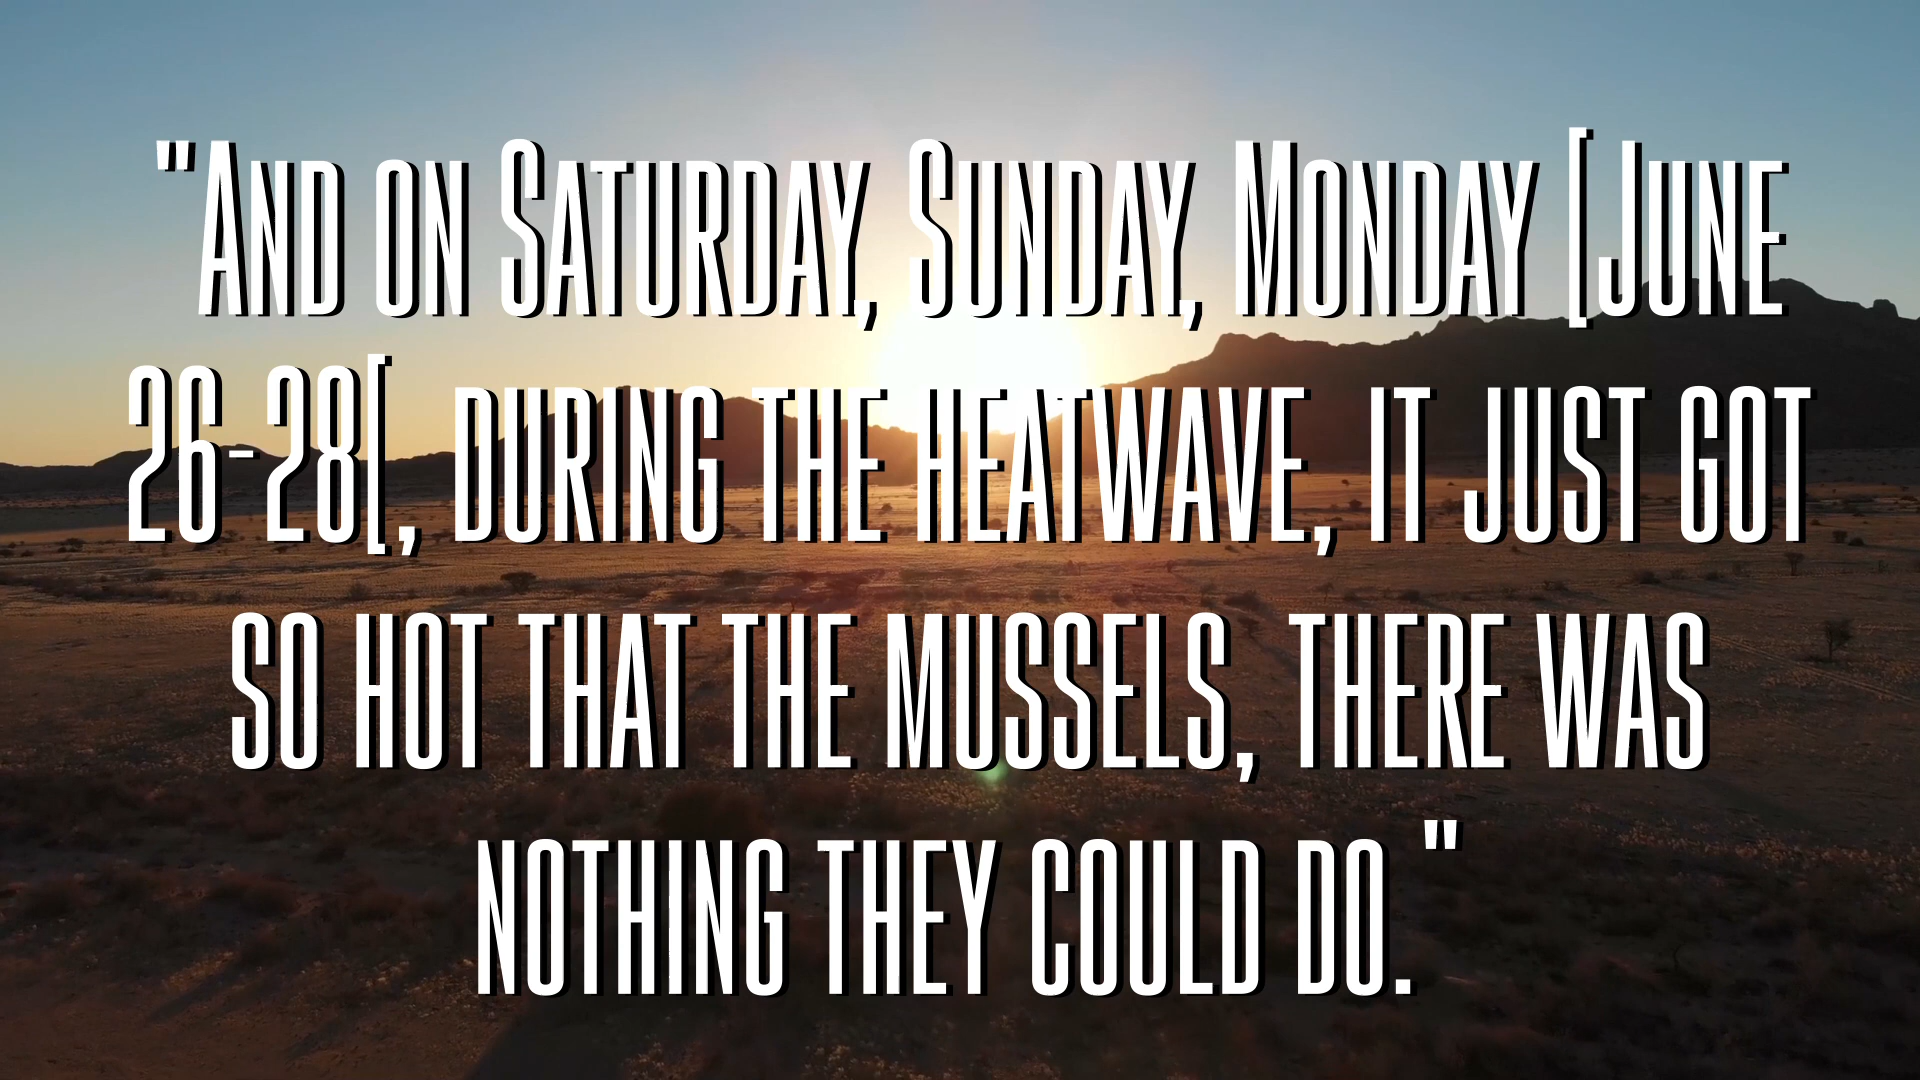 "And on Saturday, Sunday, Monday [June
26-28[, during the heatwave, it just got
so hot that the mussels, there was
nothing they could do."